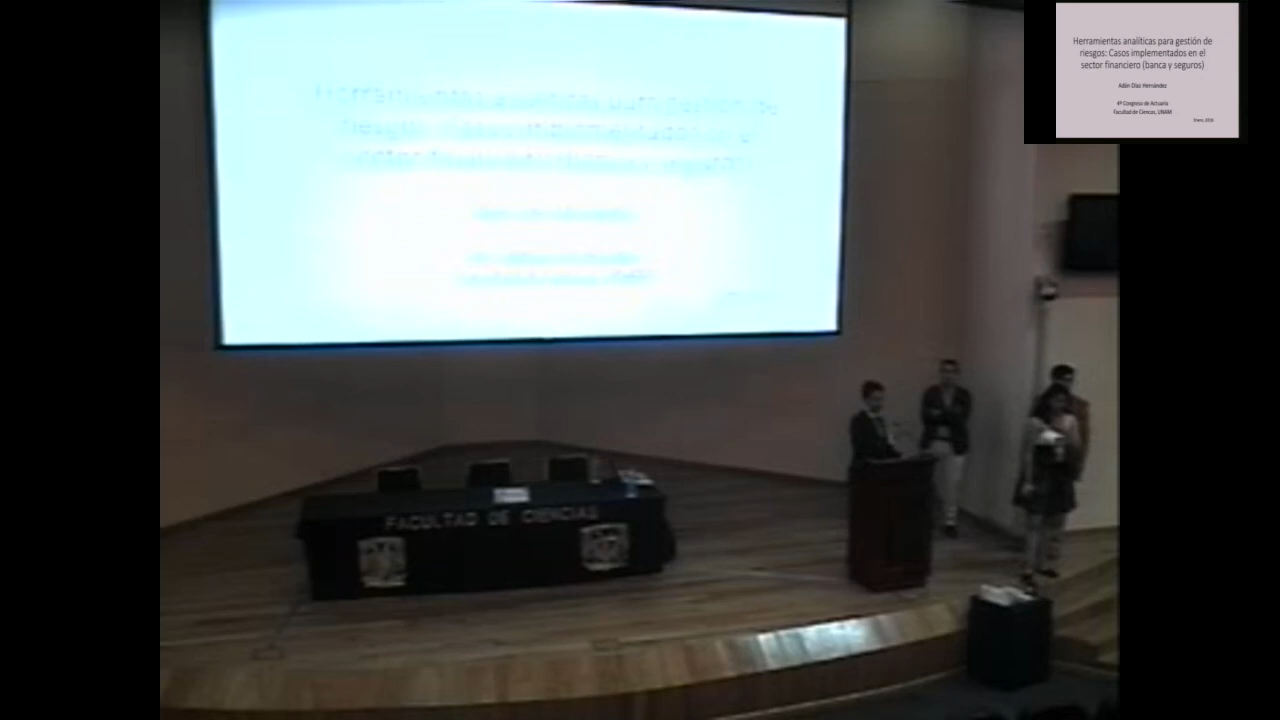 Herramientas analíticas para gestión de
riesgos: Casos implementados en el
sector financiero (banca y seguros)
Adán Díaz Hernández
4º Congreso de Actuaría
Facultad de Ciencias, UNAM
Enero, 2016
FACULTAD DE CIENCIAS